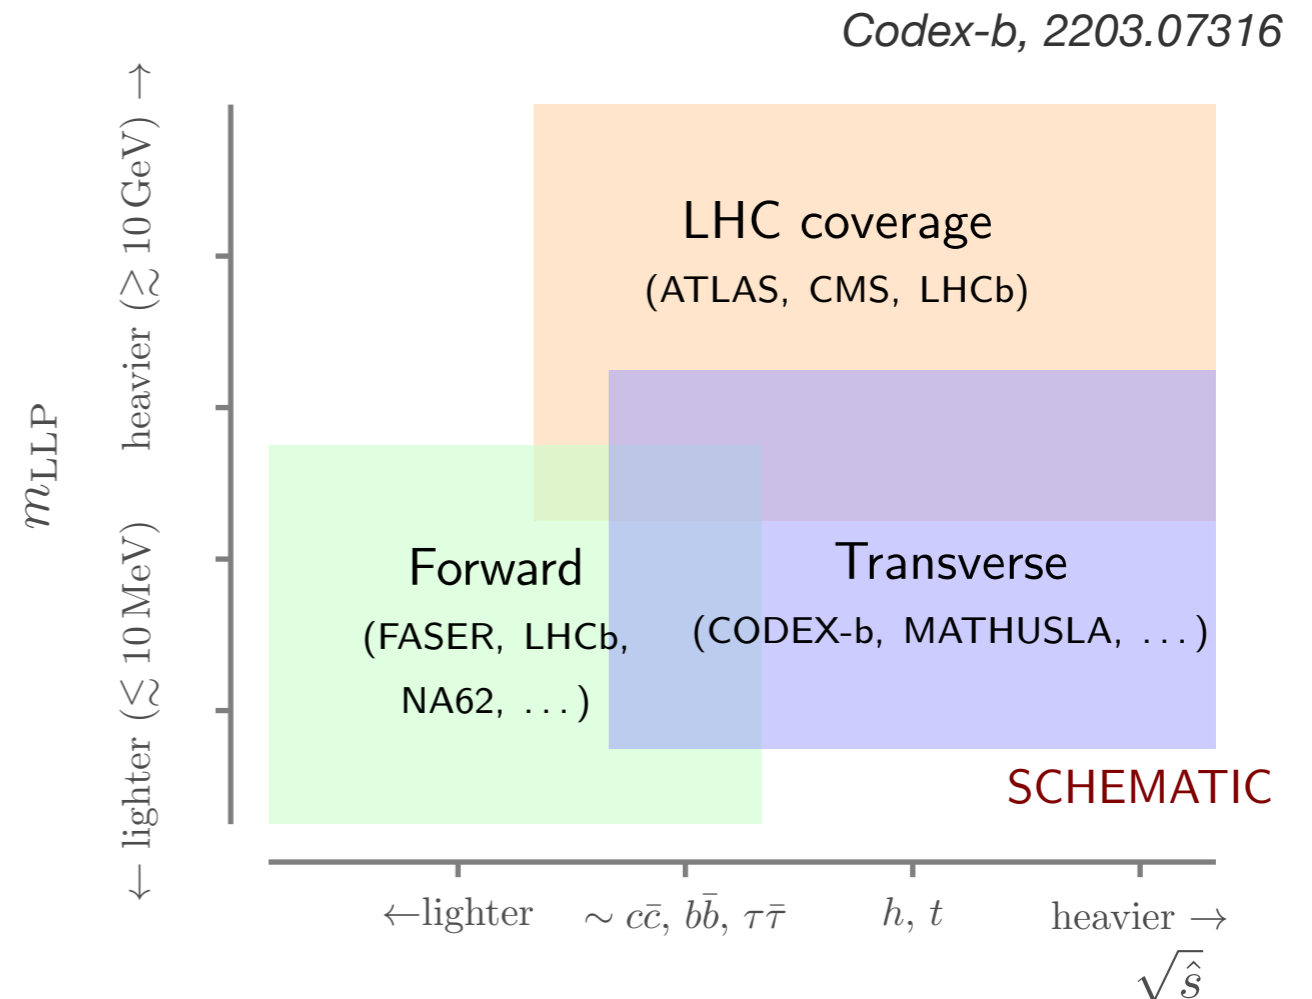 Codex-b, 2203.07316
LHC coverage
(ATLAS, CMS, LHCb)
Forward
(FASER, LHCb,
NA62, ...)
Transverse
(CODEX-b, MATHUSLA, ...)
SCHEMATIC
m_LLP
← lighter (≲ 10 MeV) heavier (≳ 10 GeV) →
←lighter ∼ cc̄, bb̄, ττ̄ h, t heavier →
√ŝ